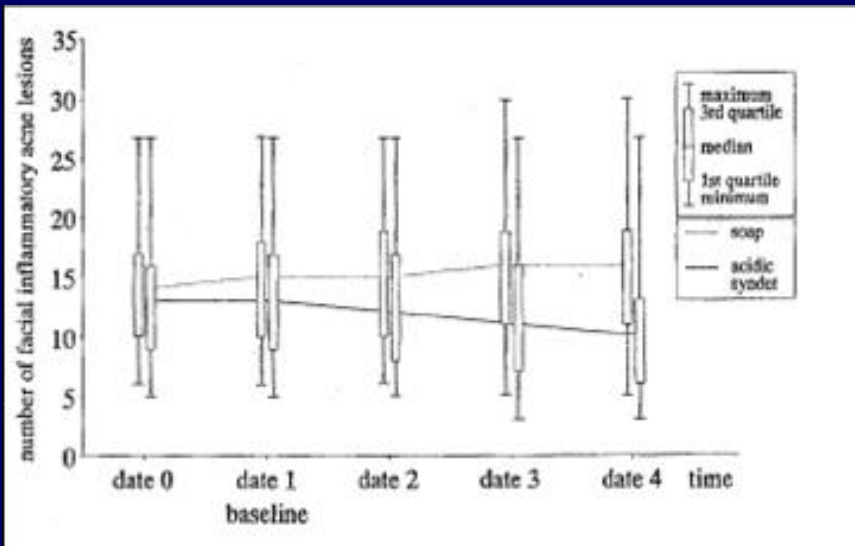 number of facial inflammatory acne lesions
35
30
25
20
15
10
5
0
date 0
date 1
date 2
date 3
date 4
time
baseline
maximum
3rd quartile
median
1st quartile
minimum
soap
acidic
syndet